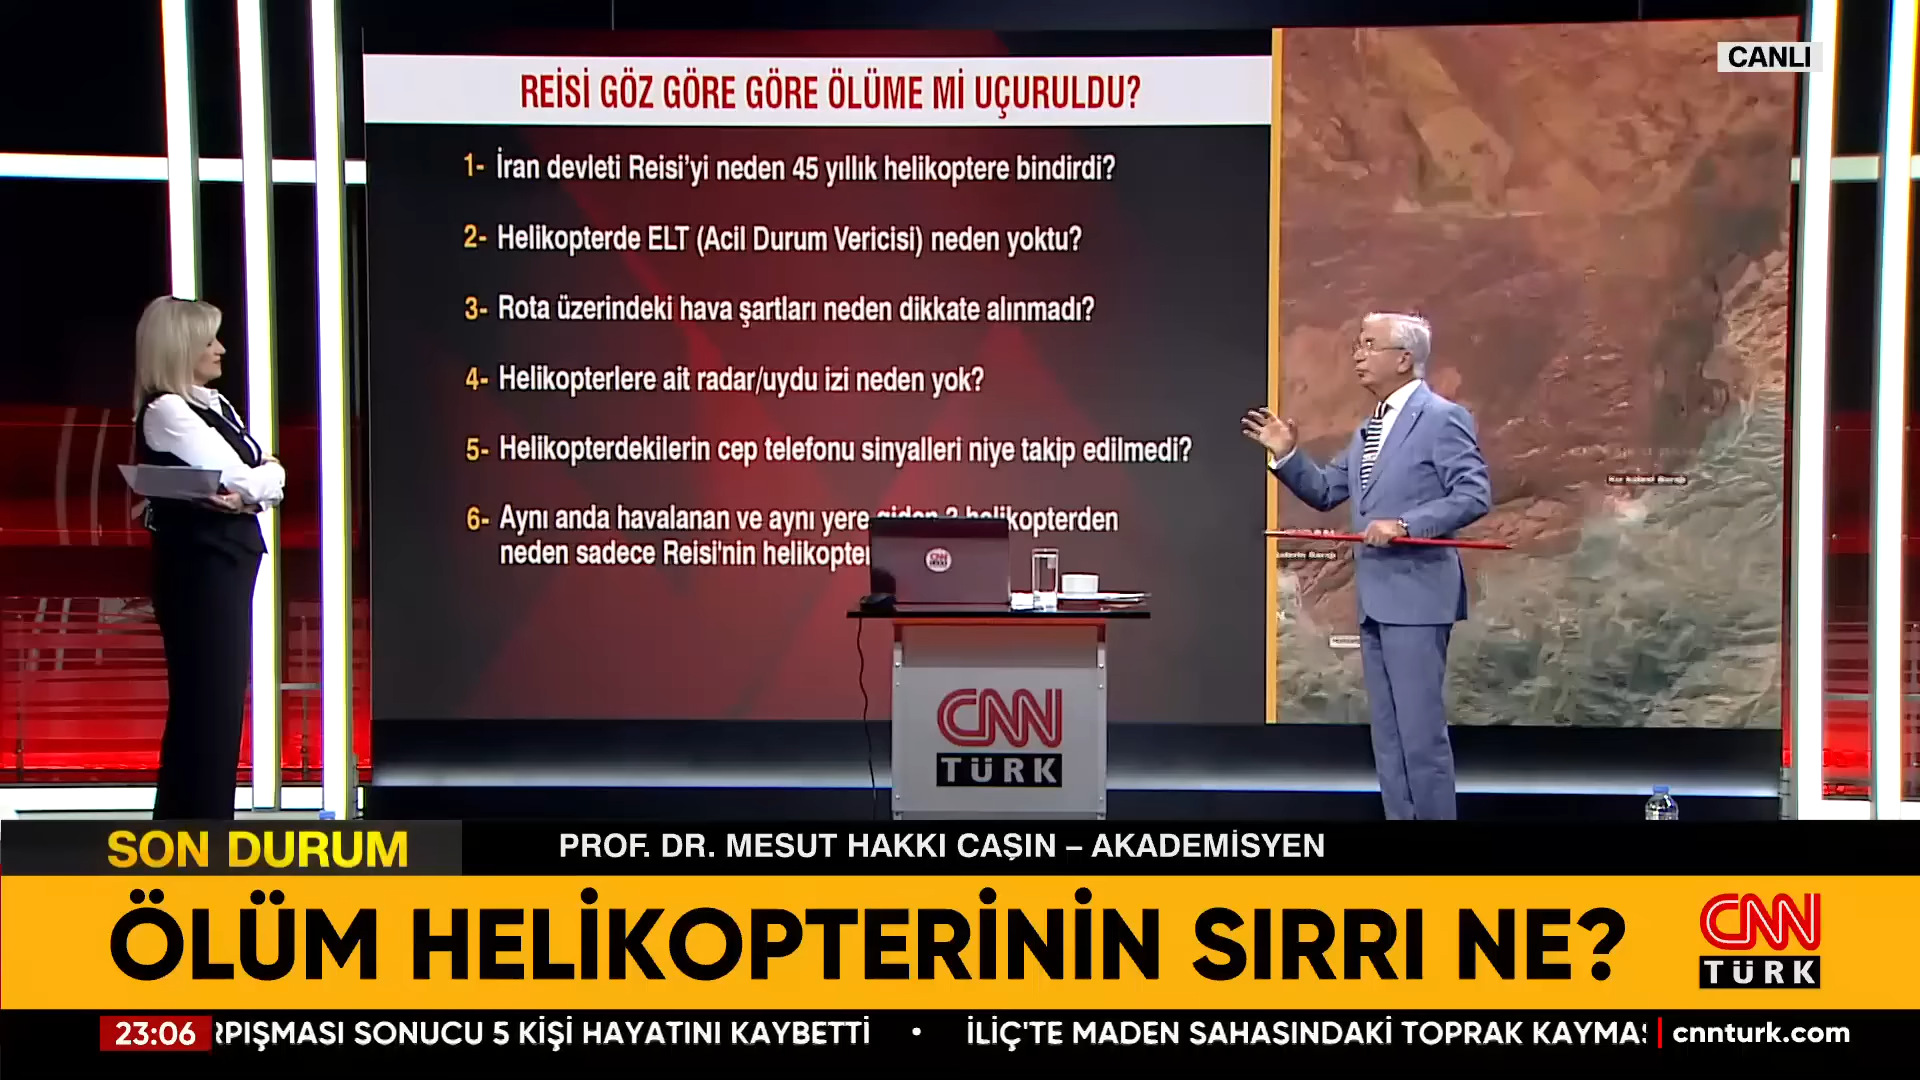 CANLI
REİSİ GÖZ GÖRE GÖRE ÖLÜME Mİ UÇURULDU?
1- İran devleti Reisi'yi neden 45 yıllık helikoptere bindirdi?
2- Helikopterde ELT (Acil Durum Vericisi) neden yoktu?
3- Rota üzerindeki hava şartları neden dikkate alınmadı?
4- Helikopterlere ait radar/uydu izi neden yok?
5- Helikopterdekilerin cep telefonu sinyalleri niye takip edilmedi?
6- Aynı anda havalanan ve aynı yere giden 3 helikopterden
neden sadece Reisi'nin helikopter
CNN
TÜRK
SON DURUM
PROF. DR. MESUT HAKKI CAŞIN – AKADEMİSYEN
ÖLÜM HELİKOPTERİNİN SIRRI NE?
CNN
TÜRK
23:06
RPIŞMASI SONUCU 5 KİŞİ HAYATINI KAYBETTİ • İLİÇ'TE MADEN SAHASINDAKİ TOPRAK KAYMAS
cnnturk.com